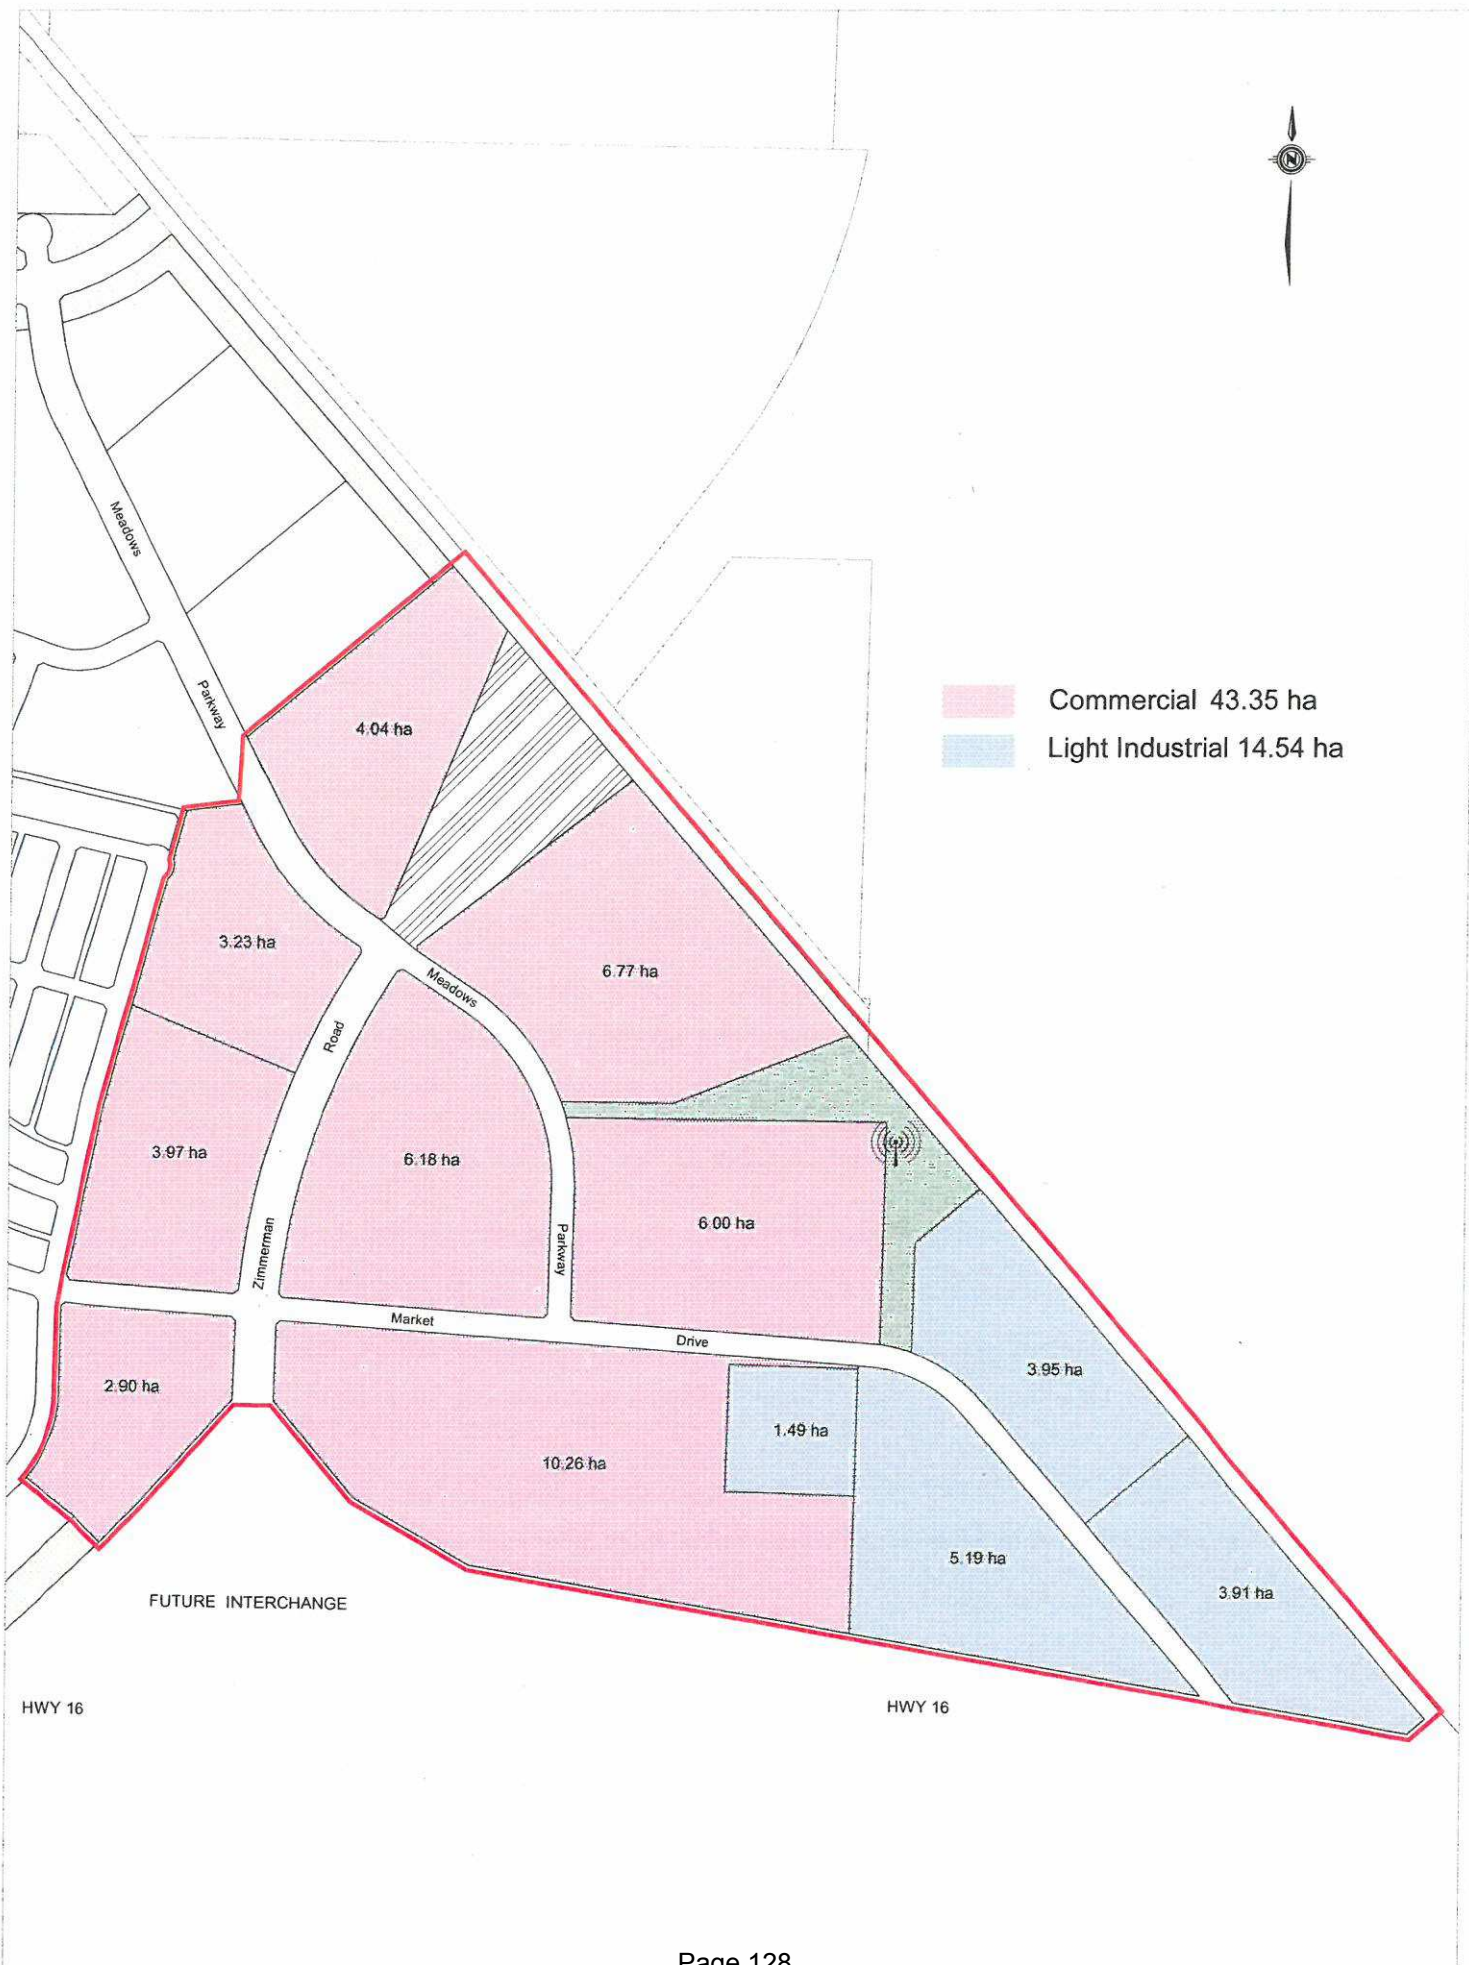 N
Meadows
Parkway
Commercial 43.35 ha
Light Industrial 14.54 ha
4.04 ha
3.23 ha
Meadows
6.77 ha
Road
3.97 ha
6.18 ha
6.00 ha
Zimmerman
Parkway
Market
Drive
2.90 ha
3.95 ha
1.49 ha
10.26 ha
5.19 ha
3.91 ha
FUTURE INTERCHANGE
HWY 16
HWY 16
Page 128